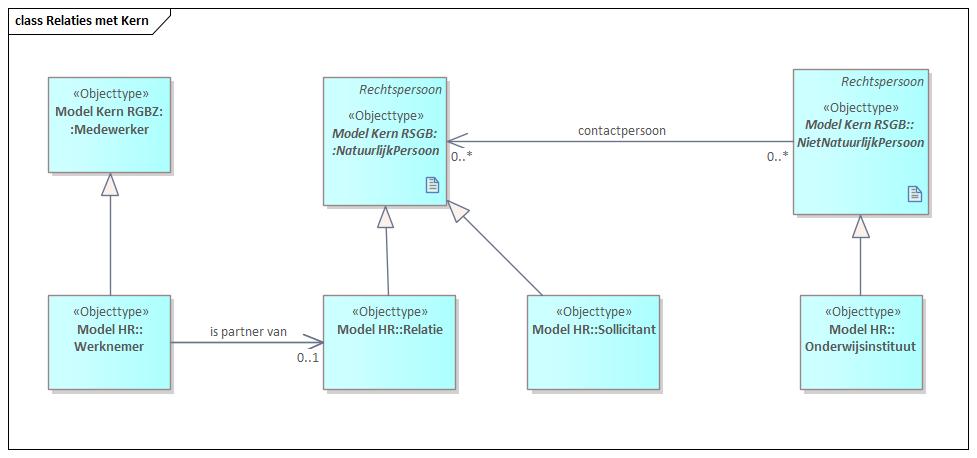 class Relaties met Kern
«Objecttype»
Model Kern RGBZ:
:Medewerker
Rechtspersoon
«Objecttype»
Model Kern RSGB:
:NatuurlijkPersoon
contactpersoon
0..*
0..*
Rechtspersoon
«Objecttype»
Model Kern RSGB::
NietNatuurlijkPersoon
«Objecttype»
Model HR::
Werknemer
is partner van
0..1
«Objecttype»
Model HR::Relatie
«Objecttype»
Model HR::Sollicitant
«Objecttype»
Model HR::
Onderwijsinstituut